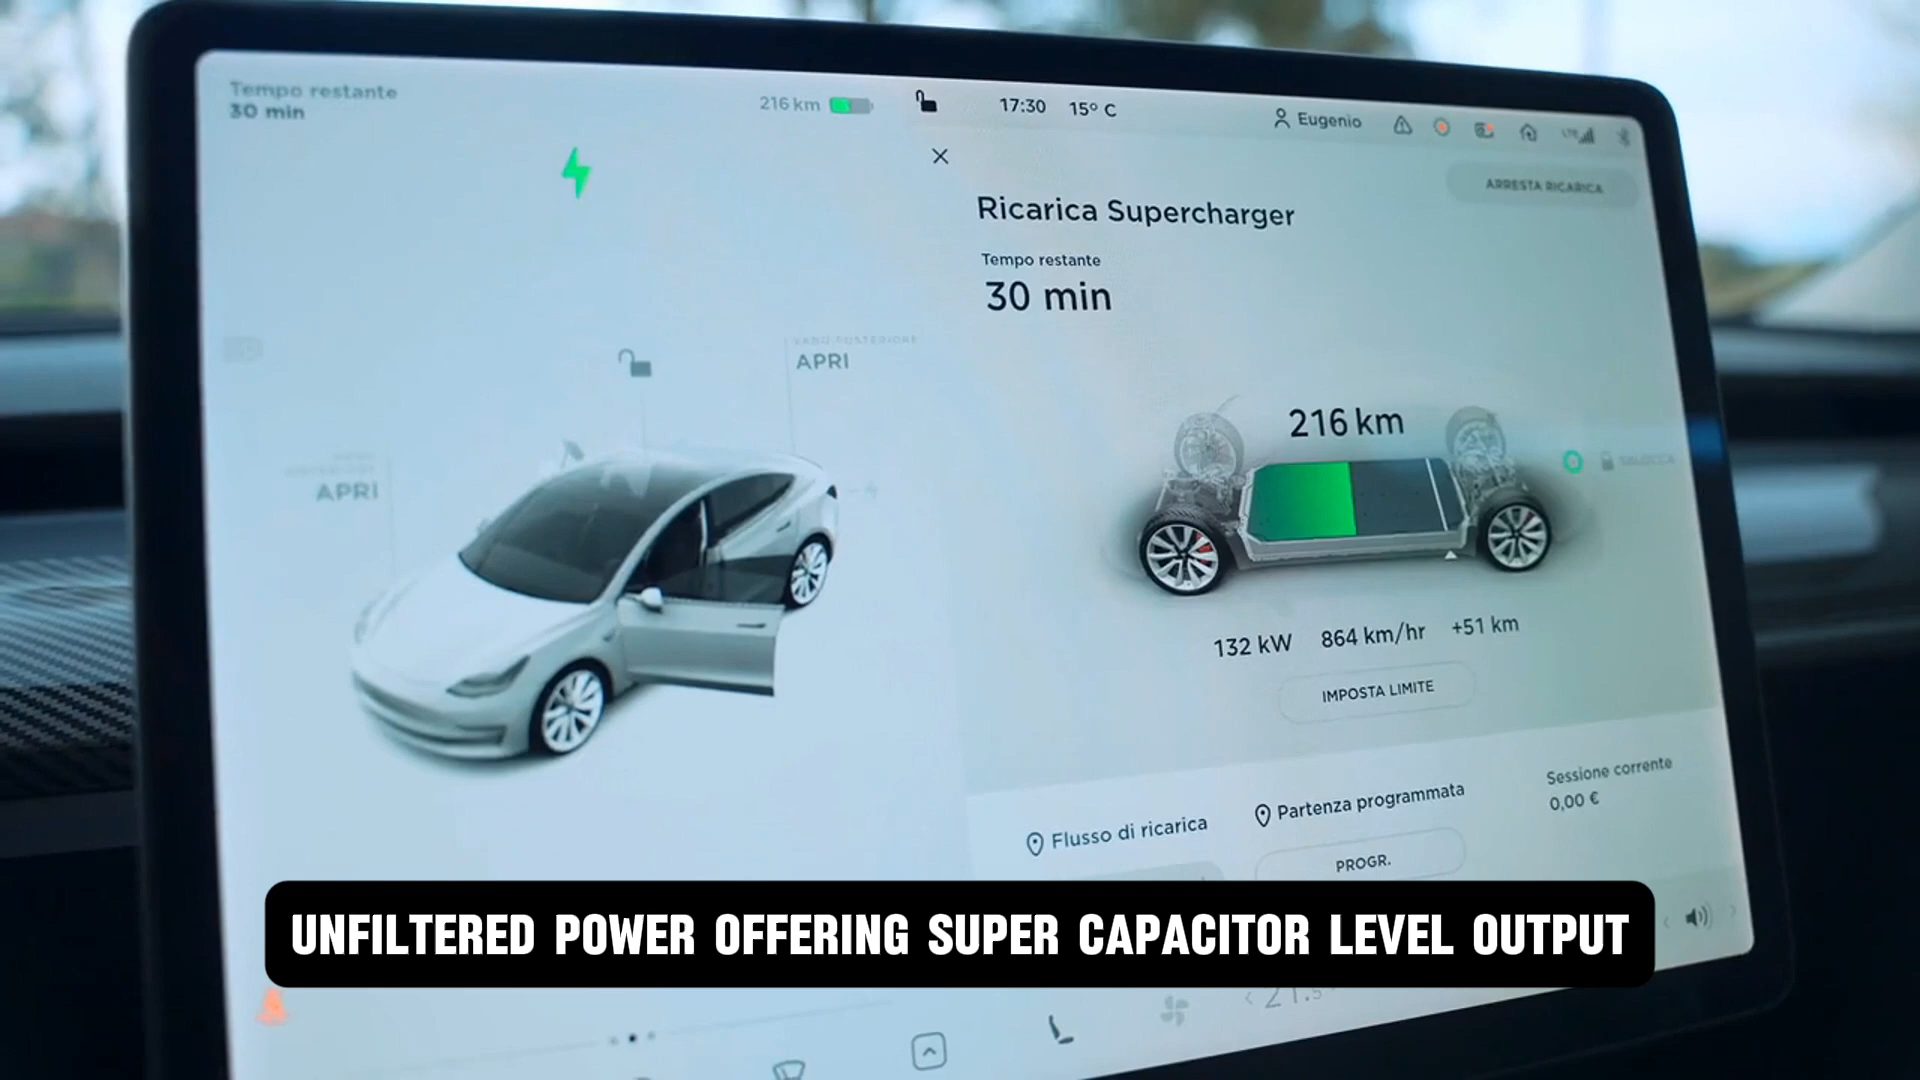 Tempo restante
30 min
216 km
17:30 15° C
Eugenio
LTE
ARRESTA RICARICA
Ricarica Supercharger
Tempo restante
30 min
APRI
APRI
216 km
132 kW 864 km/hr +51 km
IMPOSTA LIMITE
Flusso di ricarica
Partenza programmata
PROGR.
Sessione corrente
0,00 €
UNFILTERED POWER OFFERING SUPER CAPACITOR LEVEL OUTPUT